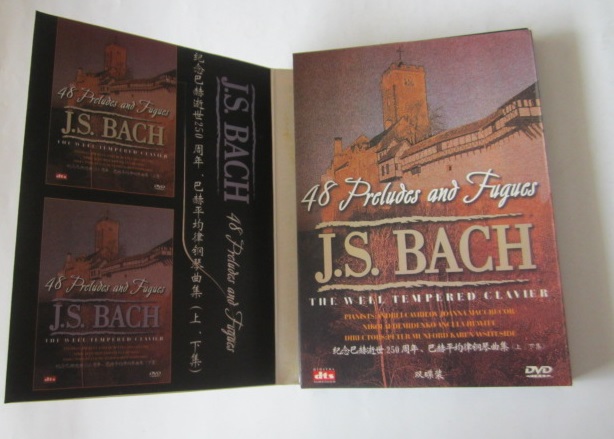 48 Preludes and Fugues
J.S. BACH
THE WELL TEMPERED CLAVIER
dts
DVD
48 Preludes and Fugues
J.S. BACH
THE WELL TEMPERED CLAVIER
dts
DVD
纪念巴赫逝世250周年、巴赫平均律钢琴曲集（上、下集）
J.S. BACH 48 Preludes and Fugues
48 Preludes and Fugues
J.S. BACH
THE WELL TEMPERED CLAVIER
纪念巴赫逝世250周年、巴赫平均律钢琴曲集（上、下集）
DIGITAL
dts
双碟装
DVD